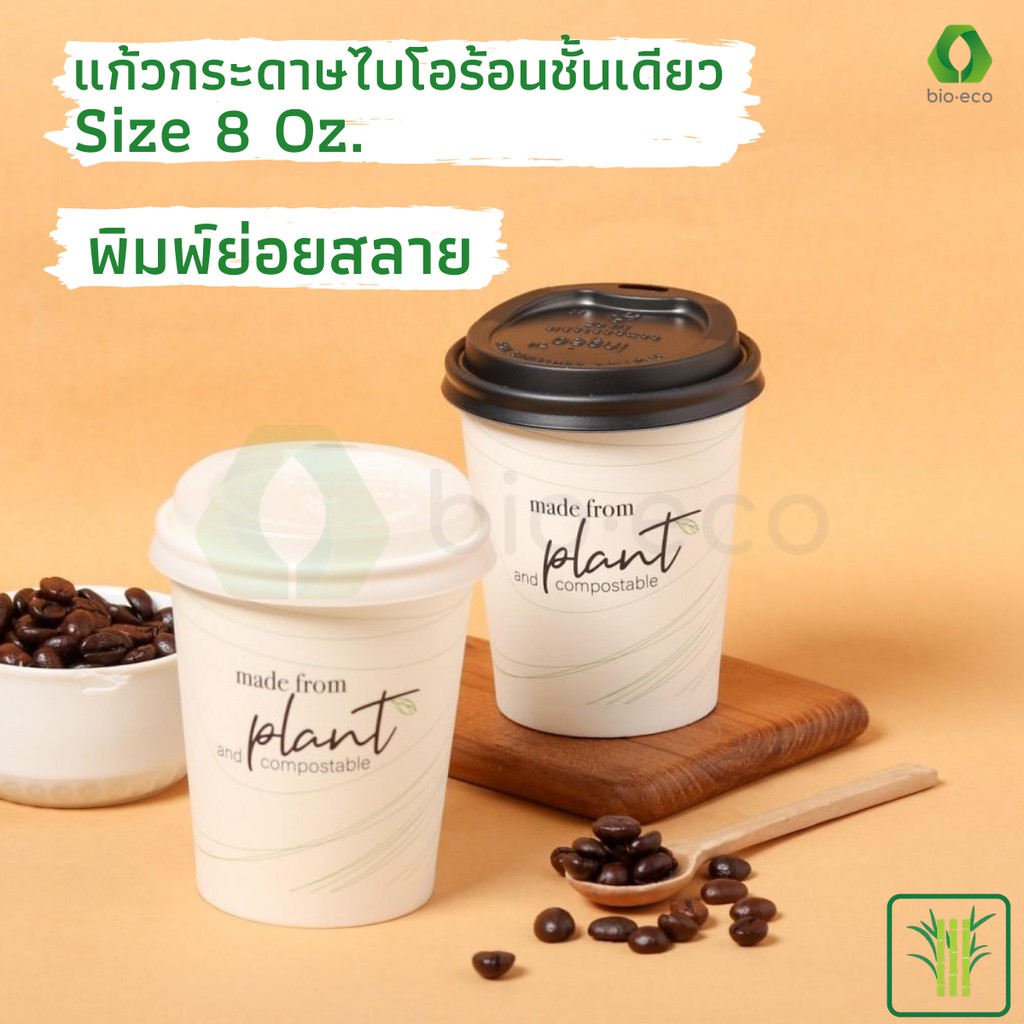 แก้วกระดาษไบโอร้อนชั้นเดียว
Size 8 Oz.
พิมพ์ย่อยสลาย
bio·eco
bio·eco
made from
plant
and compostable
made from
plant
and compostable